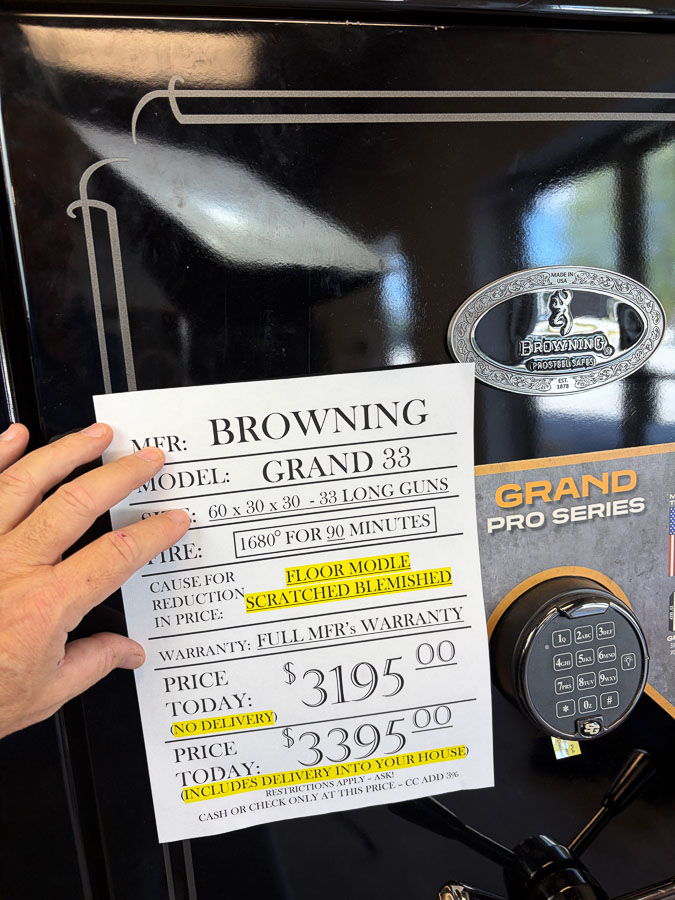 MADE IN
USA
BROWNING
PROSTEEL SAFES
EST.
1878
MFR: BROWNING
MODEL: GRAND 33
60 x 30 x 30 - 33 LONG GUNS
FIRE: 1680° FOR 90 MINUTES
CAUSE FOR
REDUCTION
IN PRICE:
FLOOR MODLE
SCRATCHED BLEMISHED
WARRANTY: FULL MFR's WARRANTY
PRICE
TODAY:
(NO DELIVERY)
$3195.00
PRICE
TODAY:
$3395.00
(INCLUDES DELIVERY INTO YOUR HOUSE)
RESTRICTIONS APPLY - ASK!
CASH OR CHECK ONLY AT THIS PRICE - CC ADD 3%
GRAND
PRO SERIES
1Q 2ABC 3DEF
4GHI 5JKL 6MNO
7PRS 8TUV 9WXY
* 0Z #
SG